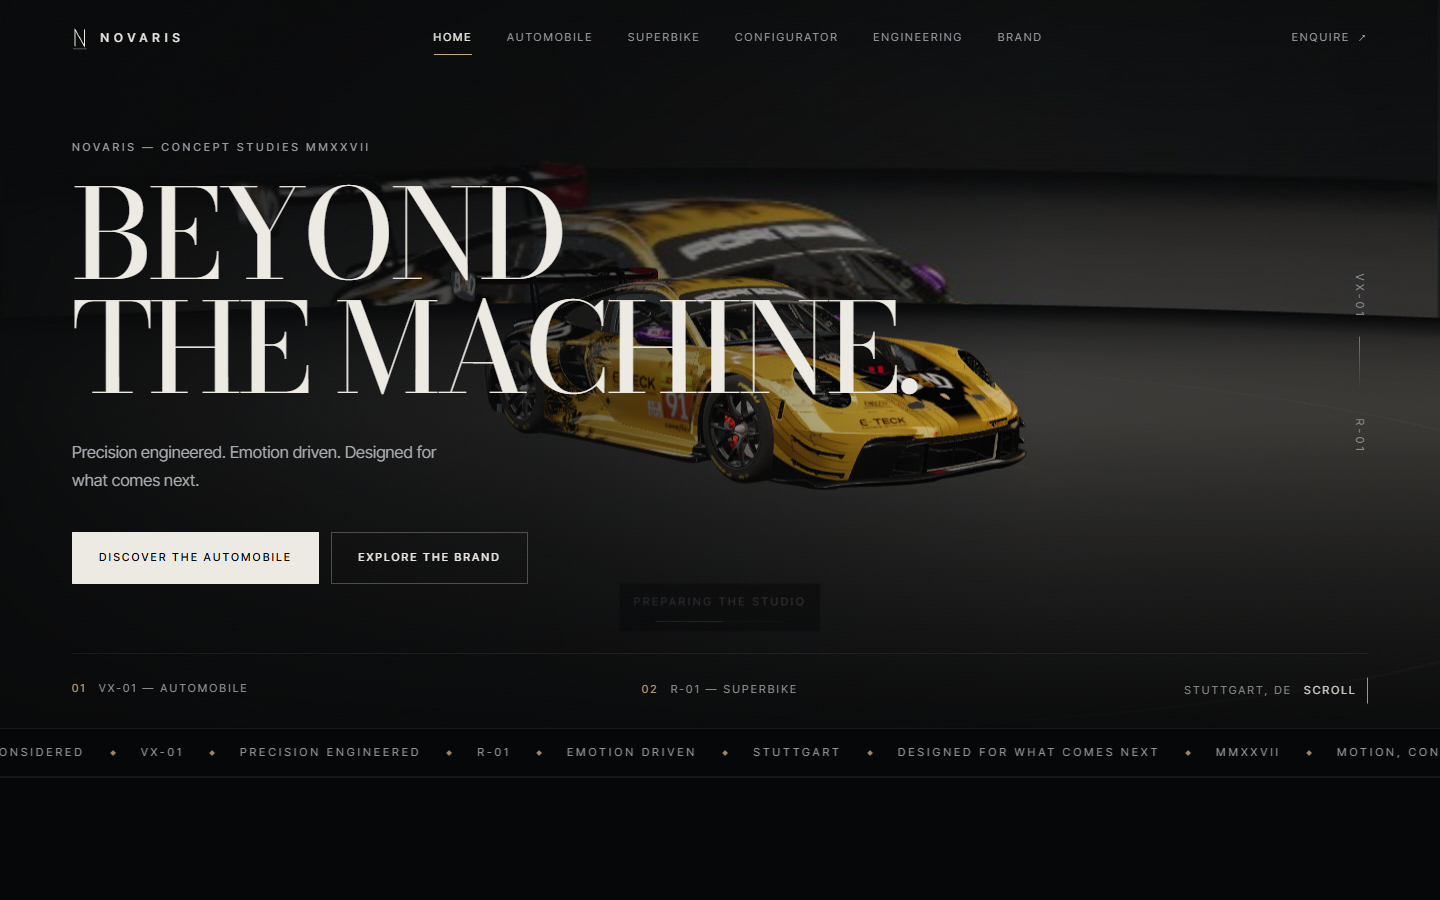 NOVARIS
HOME
AUTOMOBILE
SUPERBIKE
CONFIGURATOR
ENGINEERING
BRAND
ENQUIRE ↗
NOVARIS — CONCEPT STUDIES MMXXVII
BEYOND
THE MACHINE.
VX-01
R-01
91
E-TECK
Precision engineered. Emotion driven. Designed for
what comes next.
DISCOVER THE AUTOMOBILE
EXPLORE THE BRAND
PREPARING THE STUDIO
01 VX-01 — AUTOMOBILE
02 R-01 — SUPERBIKE
STUTTGART, DE SCROLL
ONSIDERED ◆ VX-01 ◆ PRECISION ENGINEERED ◆ R-01 ◆ EMOTION DRIVEN ◆ STUTTGART ◆ DESIGNED FOR WHAT COMES NEXT ◆ MMXXVII ◆ MOTION, CON